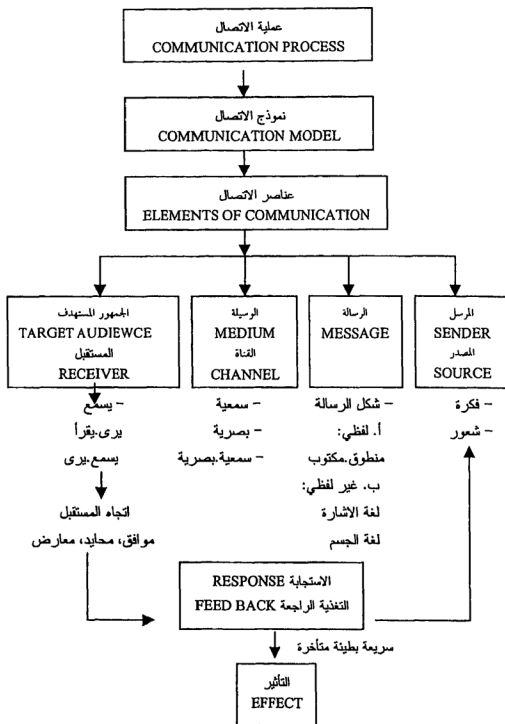 عملية الاتصال
COMMUNICATION PROCESS
نموذج الاتصال
COMMUNICATION MODEL
عناصر الاتصال
ELEMENTS OF COMMUNICATION
المرسل
SENDER
المصدر
SOURCE
– فكرة
– شعور
الرسالة
MESSAGE
– شكل الرسالة
أ. لفظي:
منطوق.مكتوب
ب. غير لفظي:
لغة الاشارة
لغة الجسم
الوسيلة
MEDIUM
القناة
CHANNEL
– سمعية
– بصرية
– سمعية.بصرية
الجمهور المستهدف
TARGET AUDIEWCE
المستقبل
RECEIVER
– يسمع
يرى.يقرأ
يسمع.يرى
اتجاه المستقبل
موافق، محايد، معارض
الاستجابة RESPONSE
التغذية الراجعة FEED BACK
سريعة بطيئة متأخرة
التأثير
EFFECT